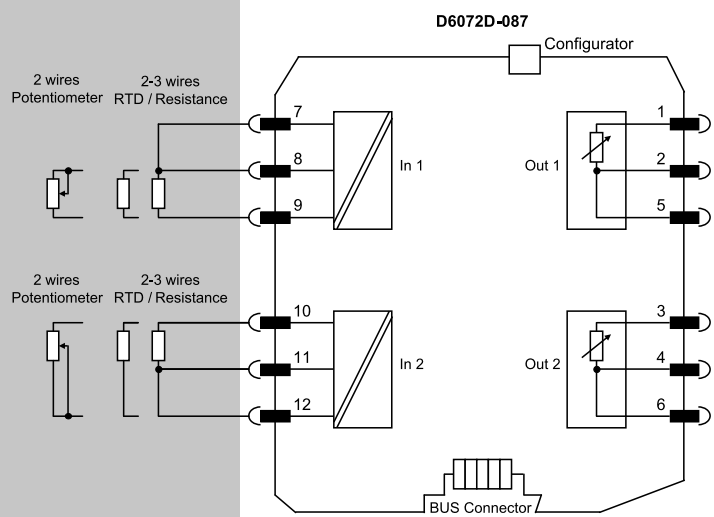 D6072D-087
Configurator
2 wires
Potentiometer
2-3 wires
RTD / Resistance
7
8
9
In 1
Out 1
1
2
5
2 wires
Potentiometer
2-3 wires
RTD / Resistance
10
11
12
In 2
Out 2
3
4
6
BUS Connector